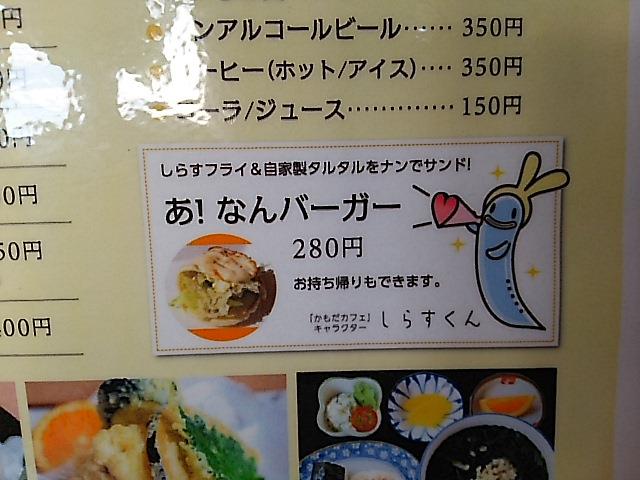 ンアルコールビール…… 350円
ーヒー(ホット/アイス)…. 350円
ーラ/ジュース………… 150円
しらすフライ&自家製タルタルをナンでサンド!
あ! なんバーガー
280円
お持ち帰りもできます。
「かもだカフェ」
キャラクター しらすくん
円
0円
50円
00円